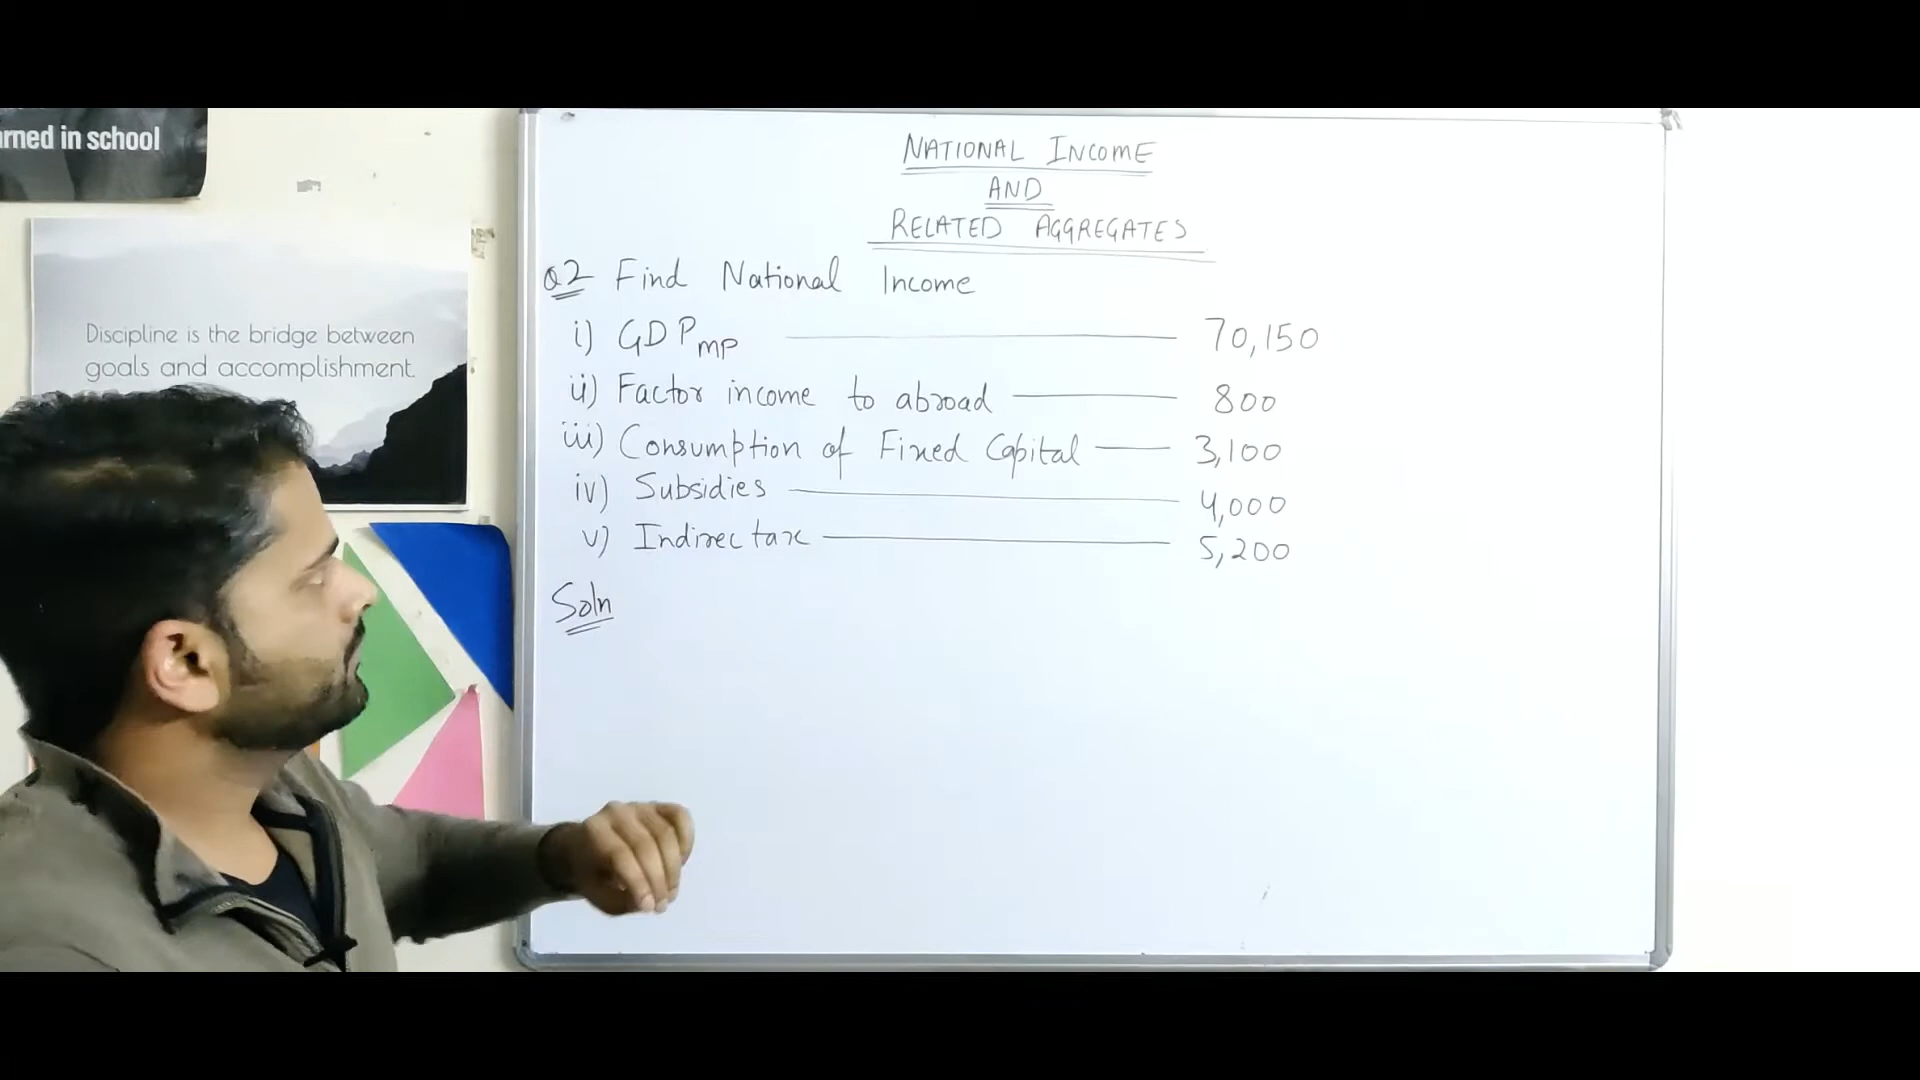 rned in school
Discipline is the bridge between
goals and accomplishment.
NATIONAL INCOME
AND
RELATED AGGREGATES
Q2 Find National Income
i) GDP MP 70,150
ii) Factor income to abroad 800
iii) Consumption of Fixed Capital 3,100
iv) Subsidies 4,000
v) Indirec tax 5,200
Soln